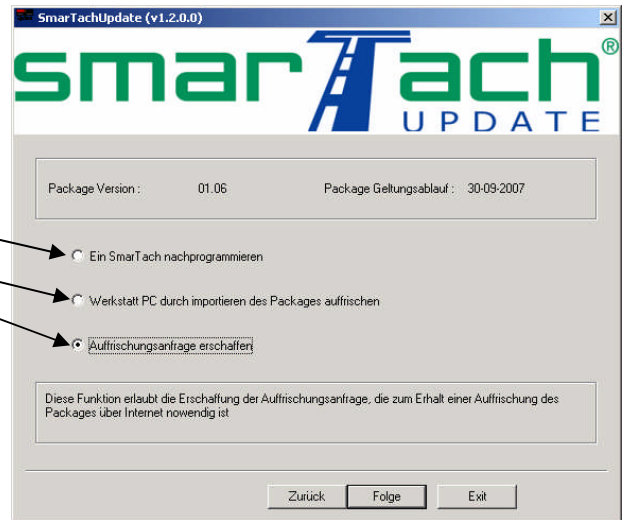 SmarTachUpdate (v1.2.0.0)
smarTach®
UPDATE
Package Version : 01.06 Package Geltungsablauf : 30-09-2007
Ein SmarTach nachprogrammieren
Werkstatt PC durch importieren des Packages auffrischen
Auffrischungsanfrage erschaffen
Diese Funktion erlaubt die Erschaffung der Auffrischungsanfrage, die zum Erhalt einer Auffrischung des
Packages über Internet nowendig ist
Zurück Folge Exit